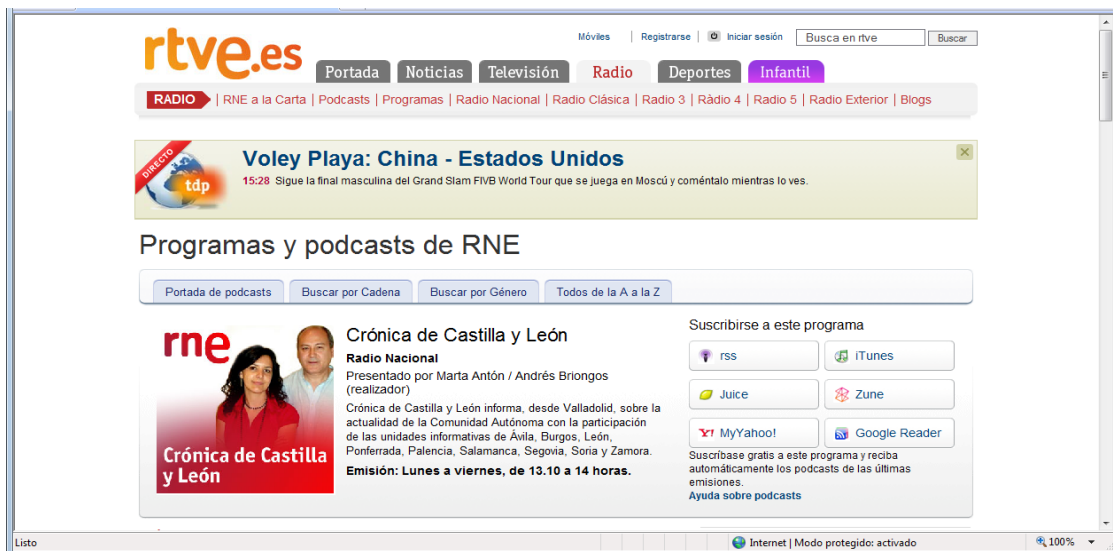 rtve.es
Móviles | Registrarse | Iniciar sesión Busca en rtve Buscar
Portada Noticias Televisión Radio Deportes Infantil
RADIO | RNE a la Carta | Podcasts | Programas | Radio Nacional | Radio Clásica | Radio 3 | Ràdio 4 | Radio 5 | Radio Exterior | Blogs
DIRECTO
tdp
Voley Playa: China - Estados Unidos
15:28 Sigue la final masculina del Grand Slam FIVB World Tour que se juega en Moscú y coméntalo mientras lo ves.
Programas y podcasts de RNE
Portada de podcasts Buscar por Cadena Buscar por Género Todos de la A a la Z
rne
Crónica de Castilla
y León
Crónica de Castilla y León
Radio Nacional
Presentado por Marta Antón / Andrés Briongos
(realizador)
Crónica de Castilla y León informa, desde Valladolid, sobre la
actualidad de la Comunidad Autónoma con la participación
de las unidades informativas de Ávila, Burgos, León,
Ponferrada, Palencia, Salamanca, Segovia, Soria y Zamora.
Emisión: Lunes a viernes, de 13.10 a 14 horas.
Suscribirse a este programa
rss iTunes
Juice Zune
Y! MyYahoo! Google Reader
Suscríbase gratis a este programa y reciba
automáticamente los podcasts de las últimas
emisiones.
Ayuda sobre podcasts
Listo Internet | Modo protegido: activado 100%